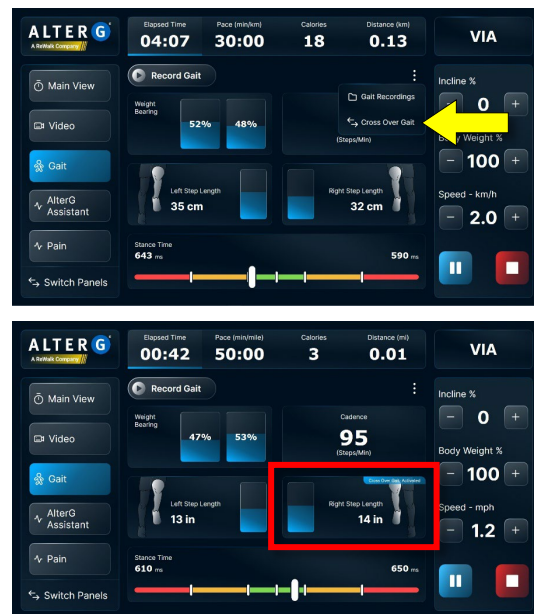 ALTER G
A ReWalk Company
Elapsed Time
04:07
Pace (min/km)
30:00
Calories
18
Distance (km)
0.13
VIA
Main View
Video
Gait
AlterG
Assistant
Pain
Switch Panels
Record Gait
Gait Recordings
Cross Over Gait
Weight
Bearing
52%
48%
(Steps/Min)
Left Step Length
35 cm
Right Step Length
32 cm
Stance Time
643 ms
590 ms
Incline %
0
Body Weight %
100
Speed - km/h
2.0
ALTER G
A ReWalk Company
Elapsed Time
00:42
Pace (min/mile)
50:00
Calories
3
Distance (mi)
0.01
VIA
Main View
Video
Gait
AlterG
Assistant
Pain
Switch Panels
Record Gait
Weight
Bearing
47%
53%
Cadence
95
(Steps/Min)
Left Step Length
13 in
Cross Over Gait Activated
Right Step Length
14 in
Stance Time
610 ms
650 ms
Incline %
0
Body Weight %
100
Speed - mph
1.2